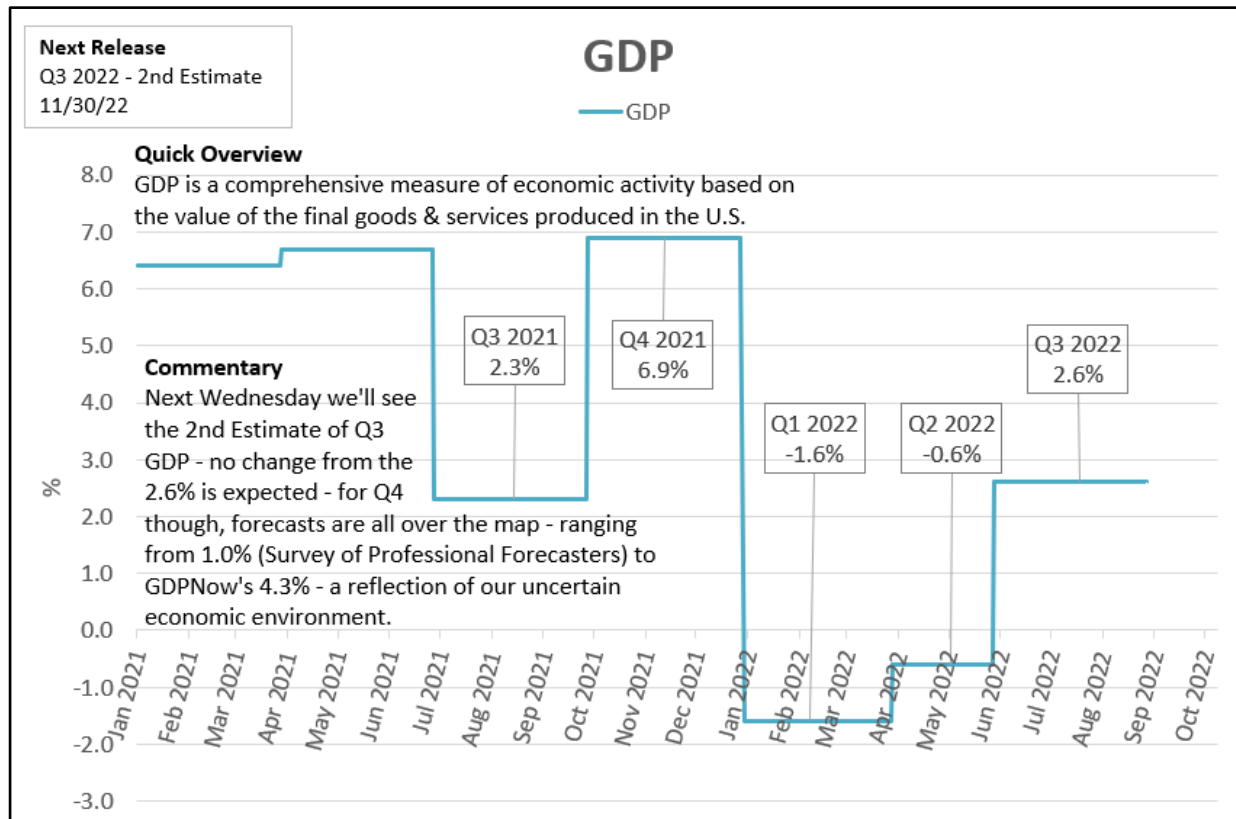 Next Release
Q3 2022 - 2nd Estimate
11/30/22
GDP
GDP
Quick Overview
GDP is a comprehensive measure of economic activity based on
the value of the final goods & services produced in the U.S.
8.0
7.0
6.0
5.0
4.0
3.0
2.0
1.0
0.0
-1.0
-2.0
-3.0
%
Q3 2021
2.3%
Q4 2021
6.9%
Q1 2022
-1.6%
Q2 2022
-0.6%
Q3 2022
2.6%
Commentary
Next Wednesday we'll see
the 2nd Estimate of Q3
GDP - no change from the
2.6% is expected - for Q4
though, forecasts are all over the map - ranging
from 1.0% (Survey of Professional Forecasters) to
GDPNow's 4.3% - a reflection of our uncertain
economic environment.
Jan 2021
Feb 2021
Mar 2021
Apr 2021
May 2021
Jun 2021
Jul 2021
Aug 2021
Sep 2021
Oct 2021
Nov 2021
Dec 2021
Jan 2022
Feb 2022
Mar 2022
Apr 2022
May 2022
Jun 2022
Jul 2022
Aug 2022
Sep 2022
Oct 2022